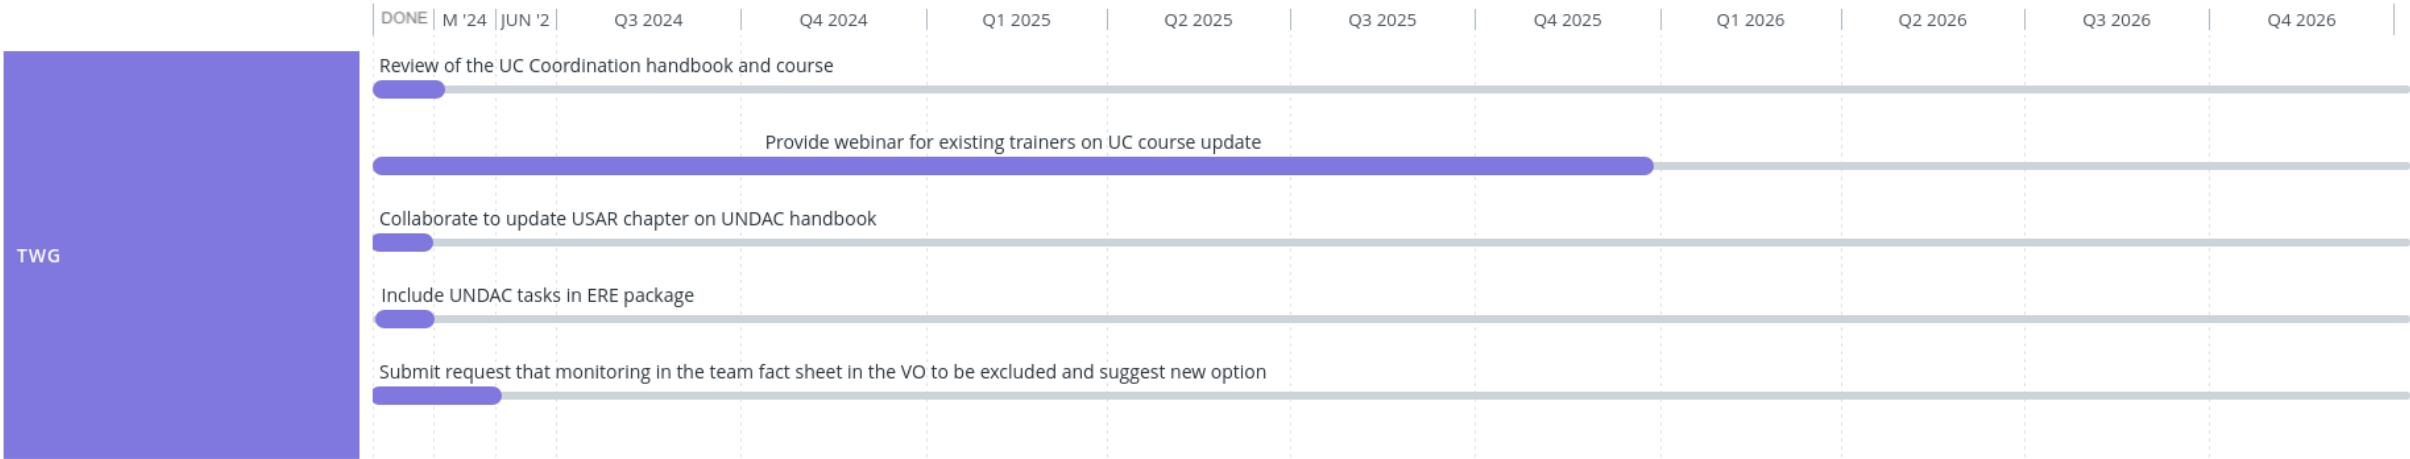 DONE M '24 JUN '2 Q3 2024 Q4 2024 Q1 2025 Q2 2025 Q3 2025 Q4 2025 Q1 2026 Q2 2026 Q3 2026 Q4 2026
Review of the UC Coordination handbook and course
Provide webinar for existing trainers on UC course update
Collaborate to update USAR chapter on UNDAC handbook
TWG
Include UNDAC tasks in ERE package
Submit request that monitoring in the team fact sheet in the VO to be excluded and suggest new option